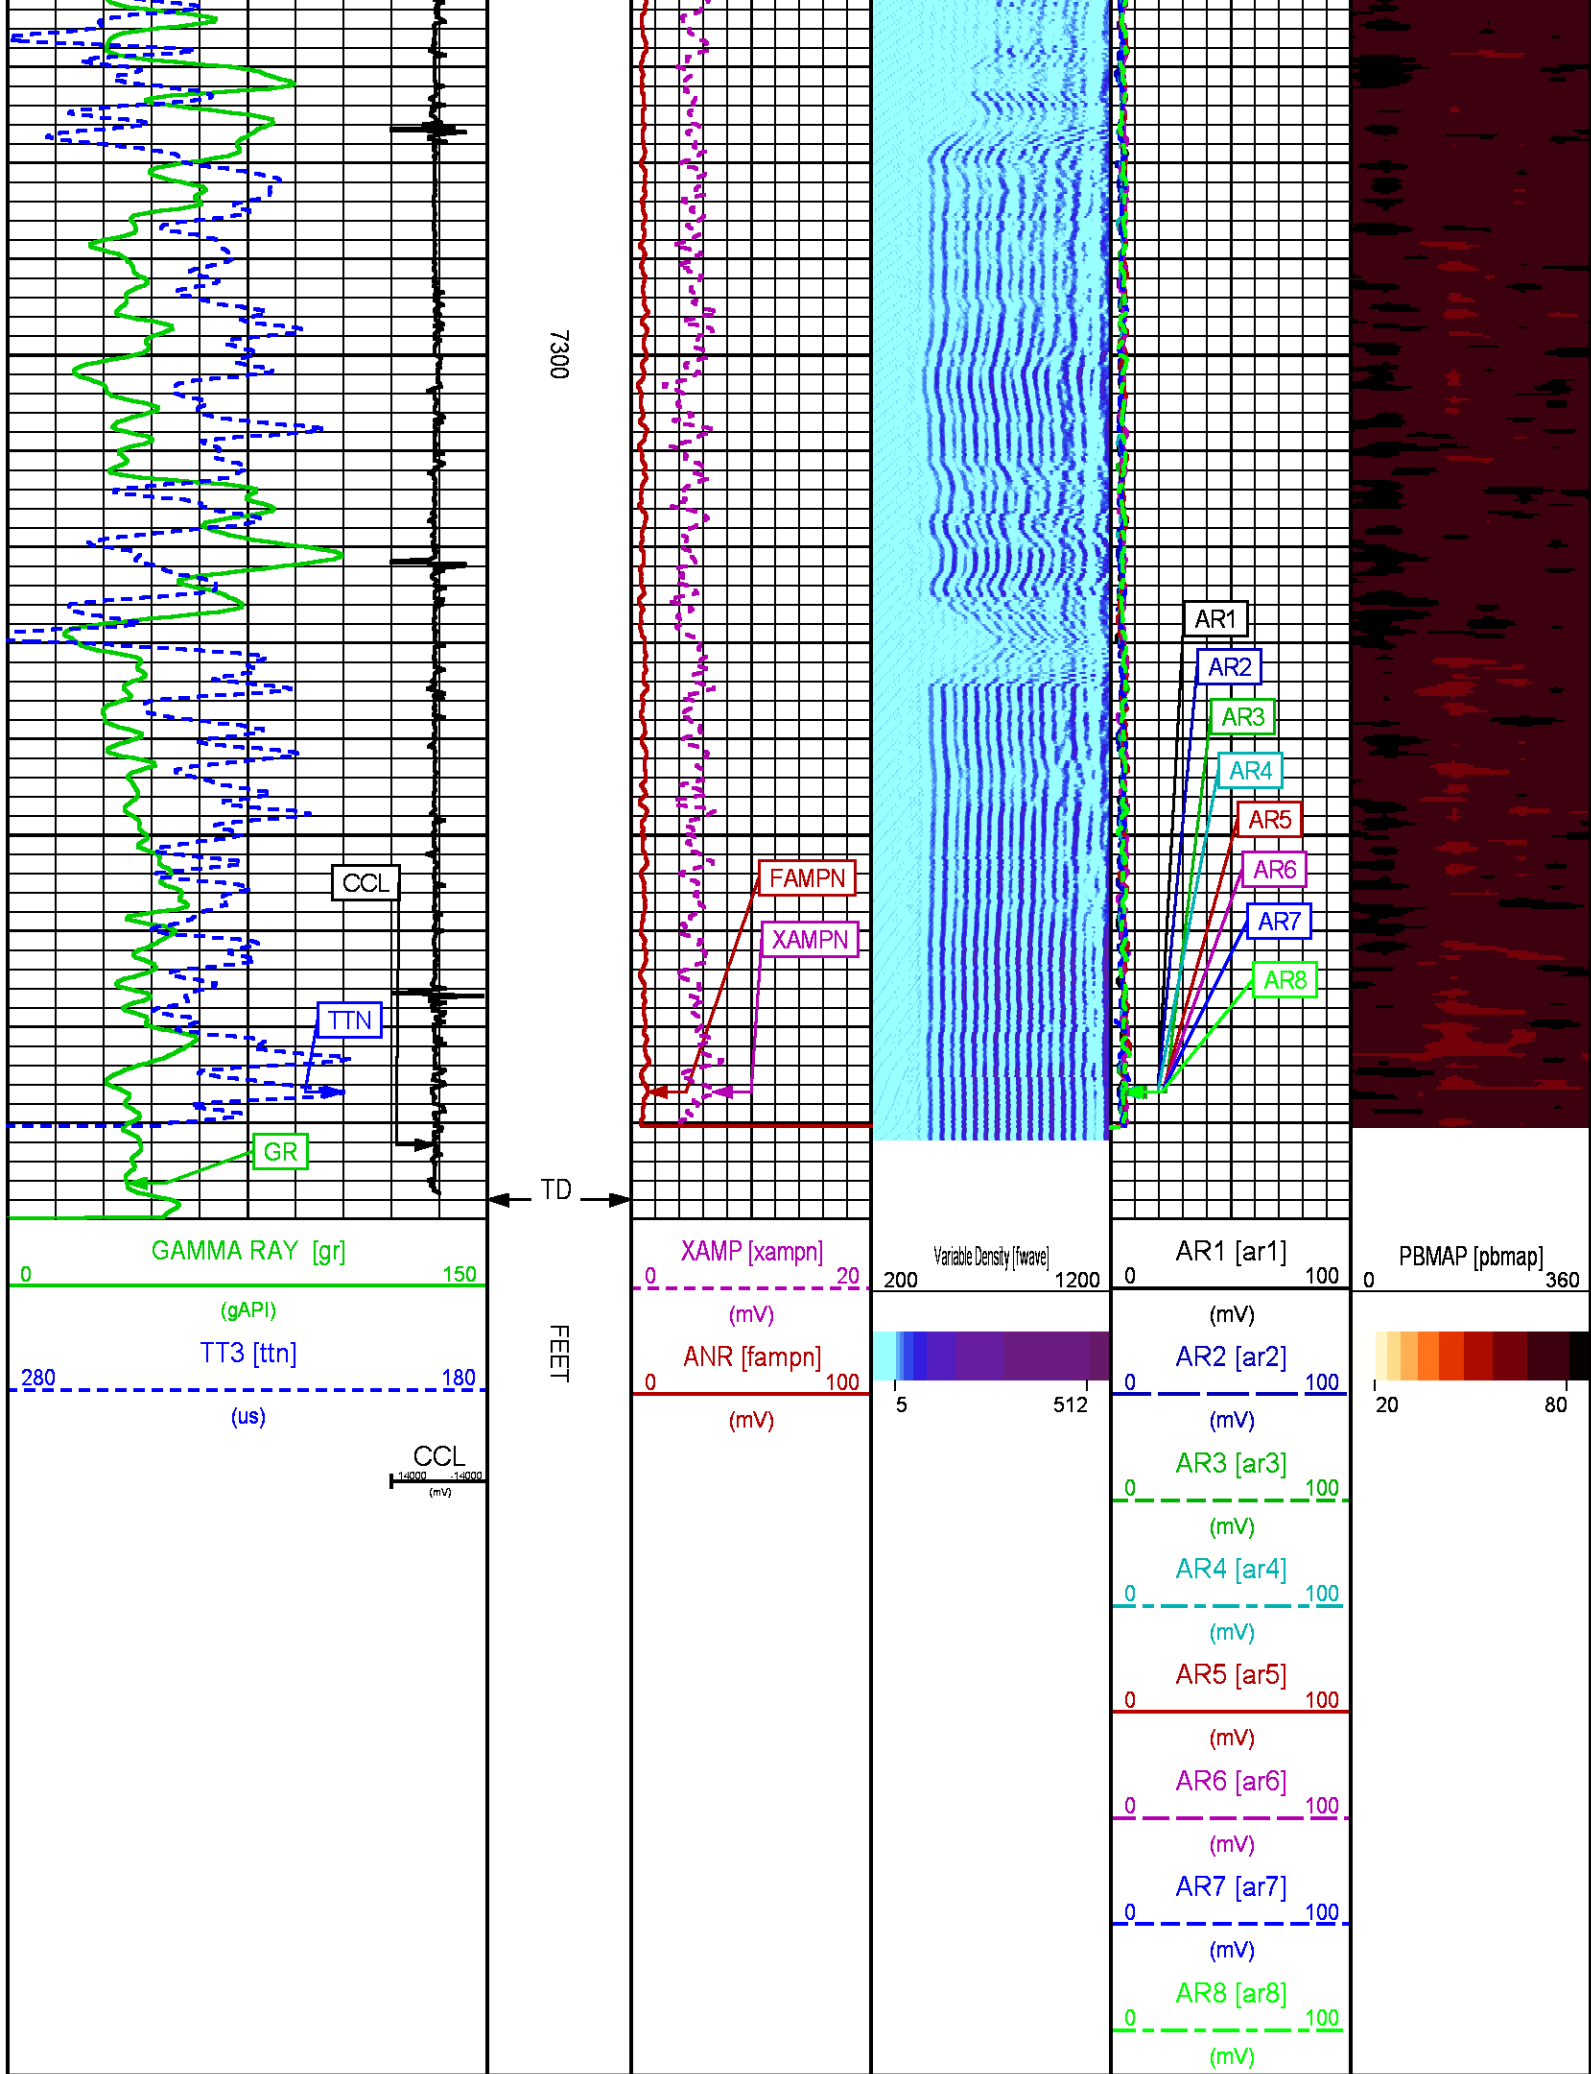 7300
AR1
AR2
AR3
AR4
AR5
AR6
AR7
AR8
CCL
FAMPN
XAMPN
TTN
GR
TD
GAMMA RAY [gr]
0 150
(gAPI)
TT3 [ttn]
280 180
(us)
CCL
14000 -14000
(mV)
FEET
XAMP [xampn]
0 20
(mV)
ANR [fampn]
0 100
(mV)
Variable Density [fwave]
200 1200
5 512
AR1 [ar1]
0 100
(mV)
AR2 [ar2]
0 100
(mV)
AR3 [ar3]
0 100
(mV)
AR4 [ar4]
0 100
(mV)
AR5 [ar5]
0 100
(mV)
AR6 [ar6]
0 100
(mV)
AR7 [ar7]
0 100
(mV)
AR8 [ar8]
0 100
(mV)
PBMAP [pbmap]
0 360
20 80